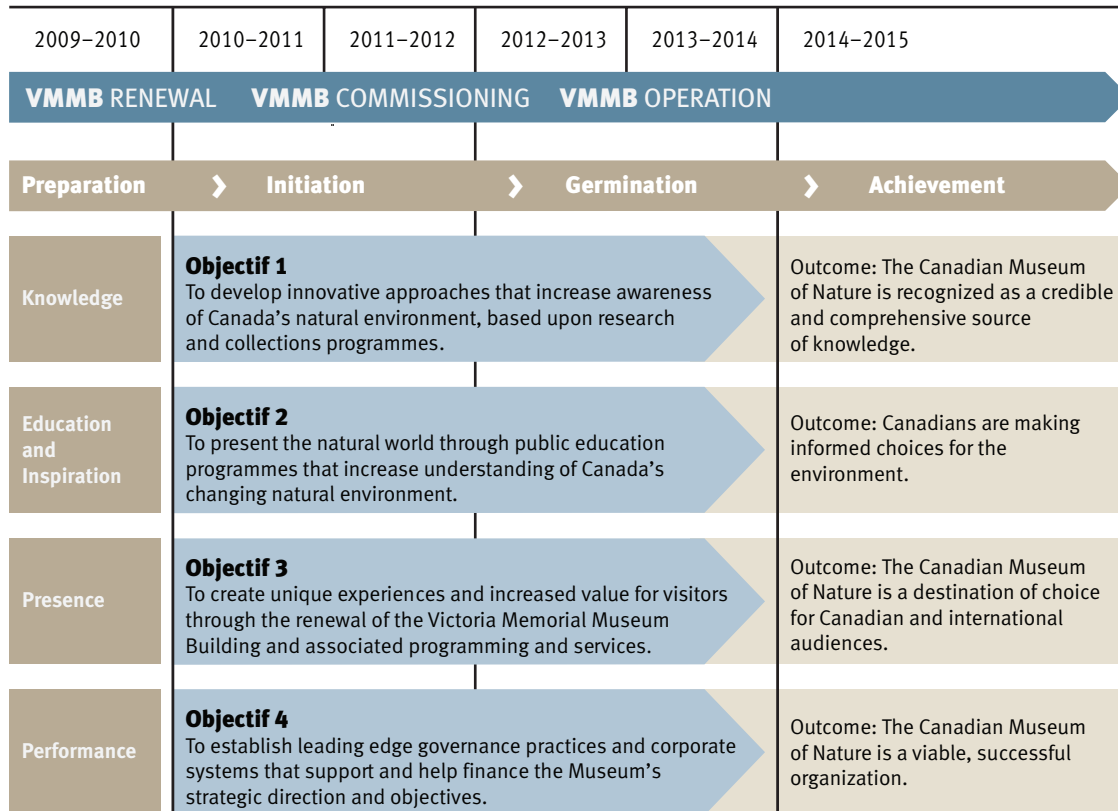 2009–2010 2010–2011 2011–2012 2012–2013 2013–2014 2014–2015
VMMB RENEWAL VMMB COMMISSIONING VMMB OPERATION
Preparation › Initiation › Germination › Achievement
Knowledge
Objectif 1
To develop innovative approaches that increase awareness
of Canada’s natural environment, based upon research
and collections programmes.
Outcome: The Canadian Museum
of Nature is recognized as a credible
and comprehensive source
of knowledge.
Education
and
Inspiration
Objectif 2
To present the natural world through public education
programmes that increase understanding of Canada’s
changing natural environment.
Outcome: Canadians are making
informed choices for the
environment.
Presence
Objectif 3
To create unique experiences and increased value for visitors
through the renewal of the Victoria Memorial Museum
Building and associated programming and services.
Outcome: The Canadian Museum
of Nature is a destination of choice
for Canadian and international
audiences.
Performance
Objectif 4
To establish leading edge governance practices and corporate
systems that support and help finance the Museum’s
strategic direction and objectives.
Outcome: The Canadian Museum
of Nature is a viable, successful
organization.